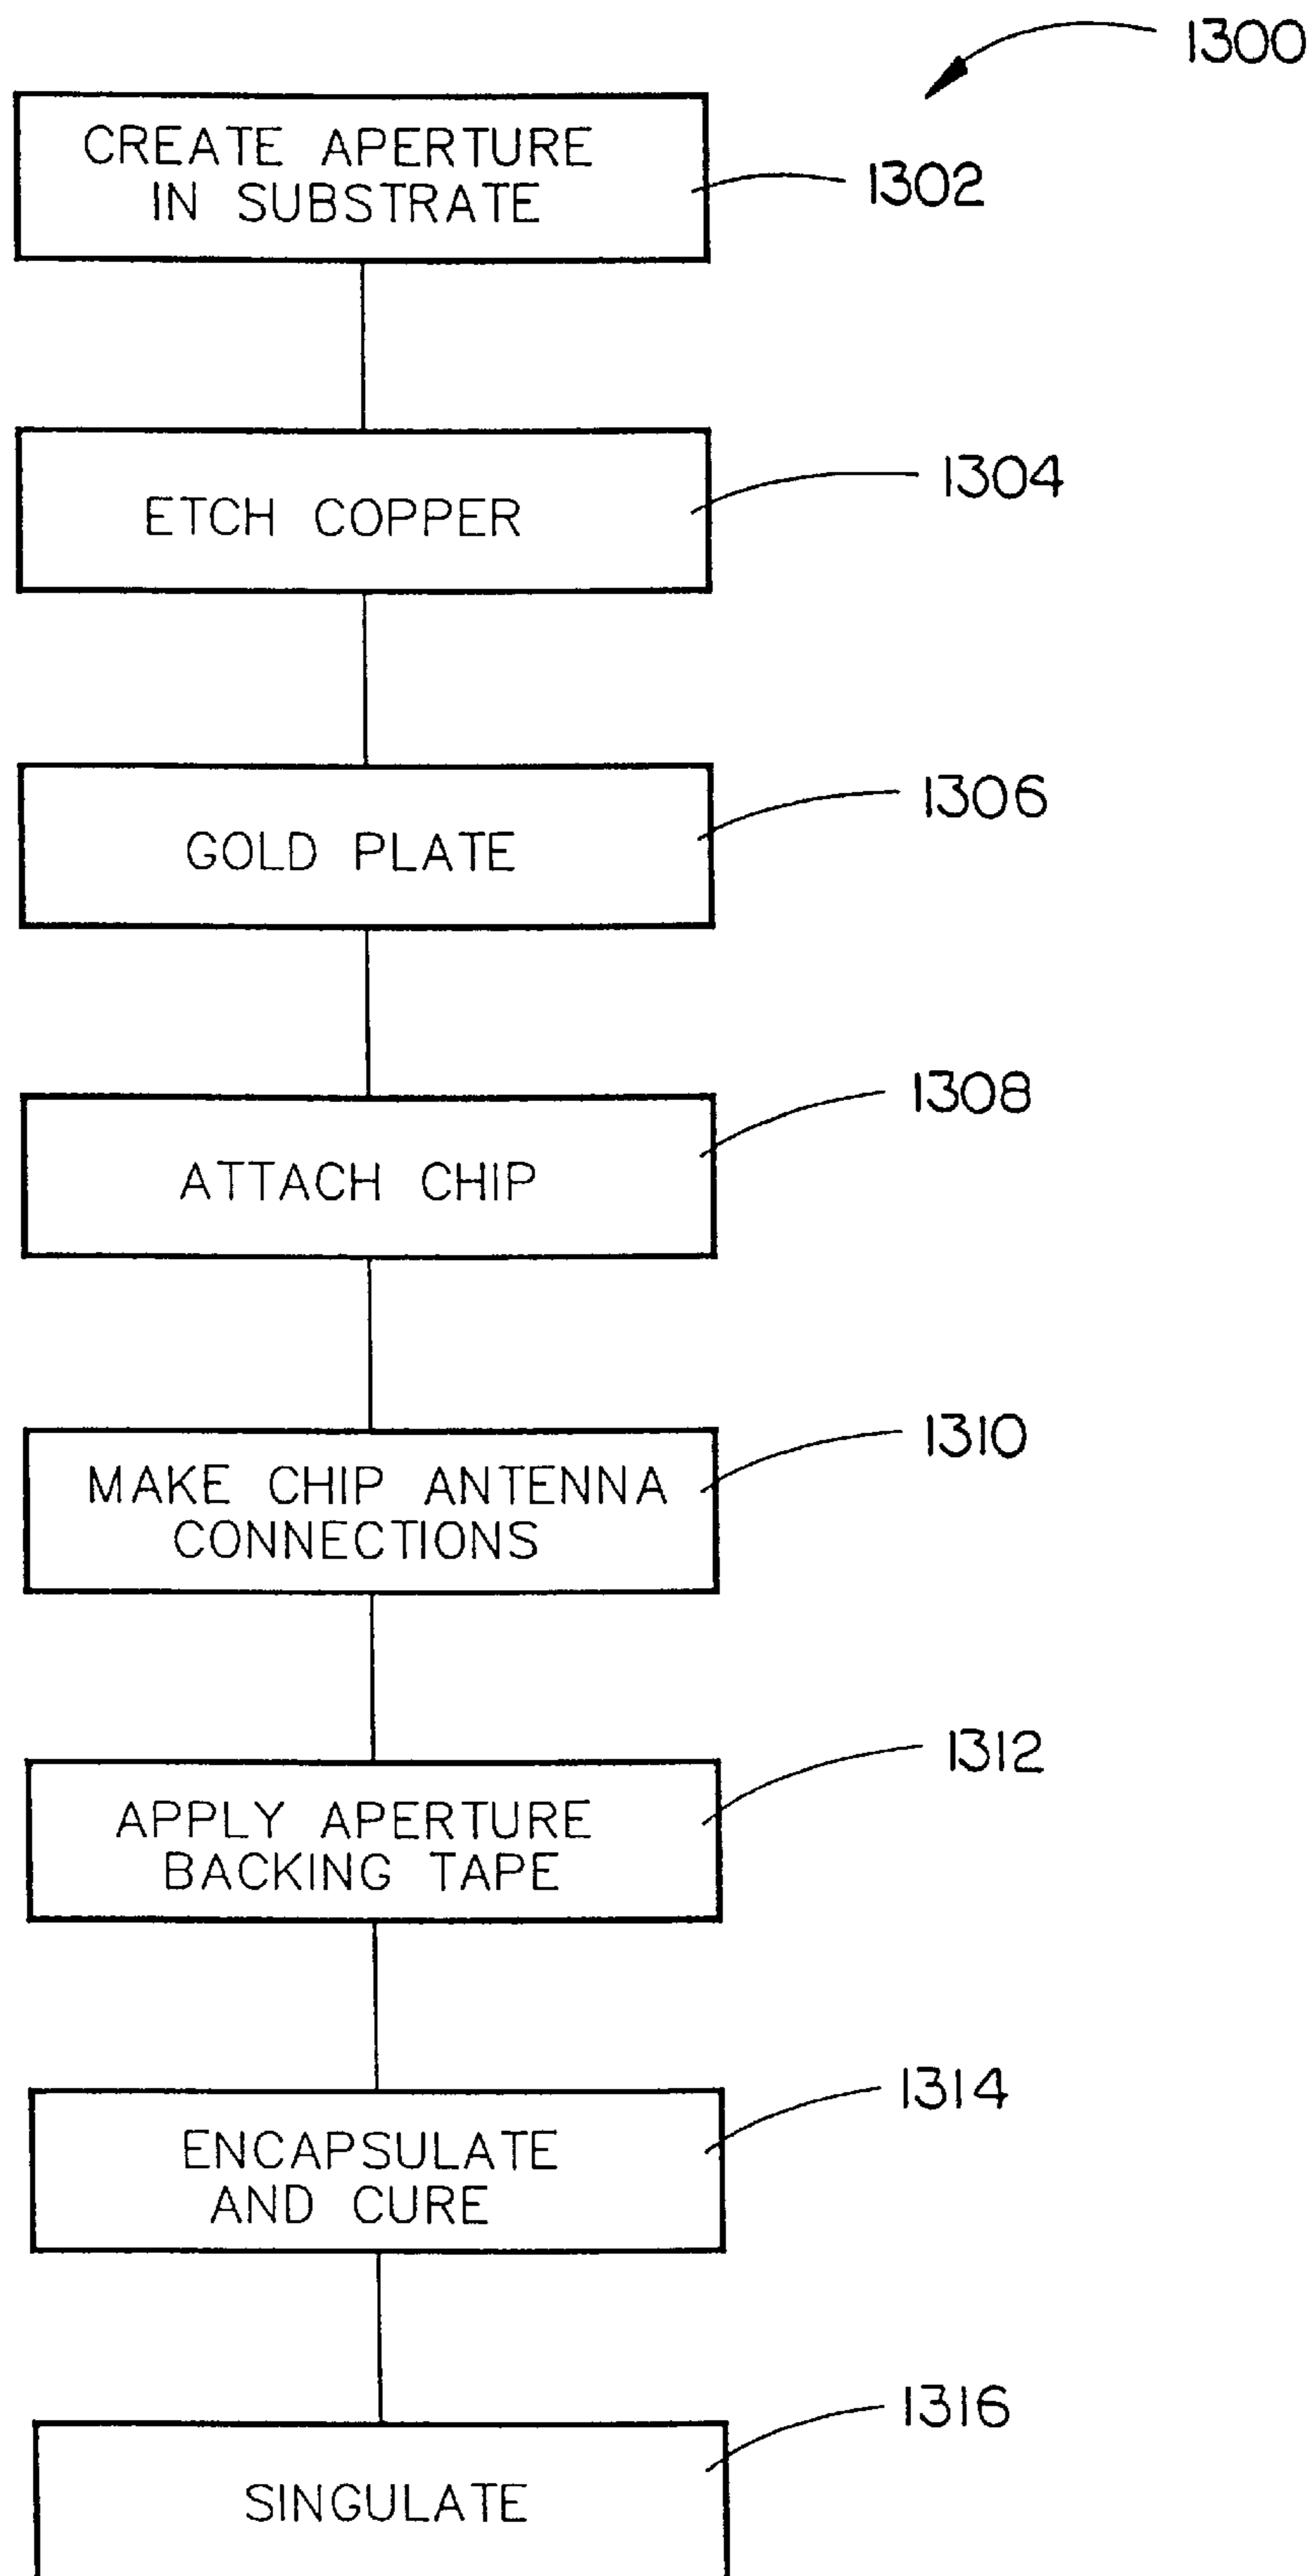 1300
CREATE APERTURE
IN SUBSTRATE
1302
ETCH COPPER
1304
GOLD PLATE
1306
ATTACH CHIP
1308
MAKE CHIP ANTENNA
CONNECTIONS
1310
APPLY APERTURE
BACKING TAPE
1312
ENCAPSULATE
AND CURE
1314
SINGULATE
1316